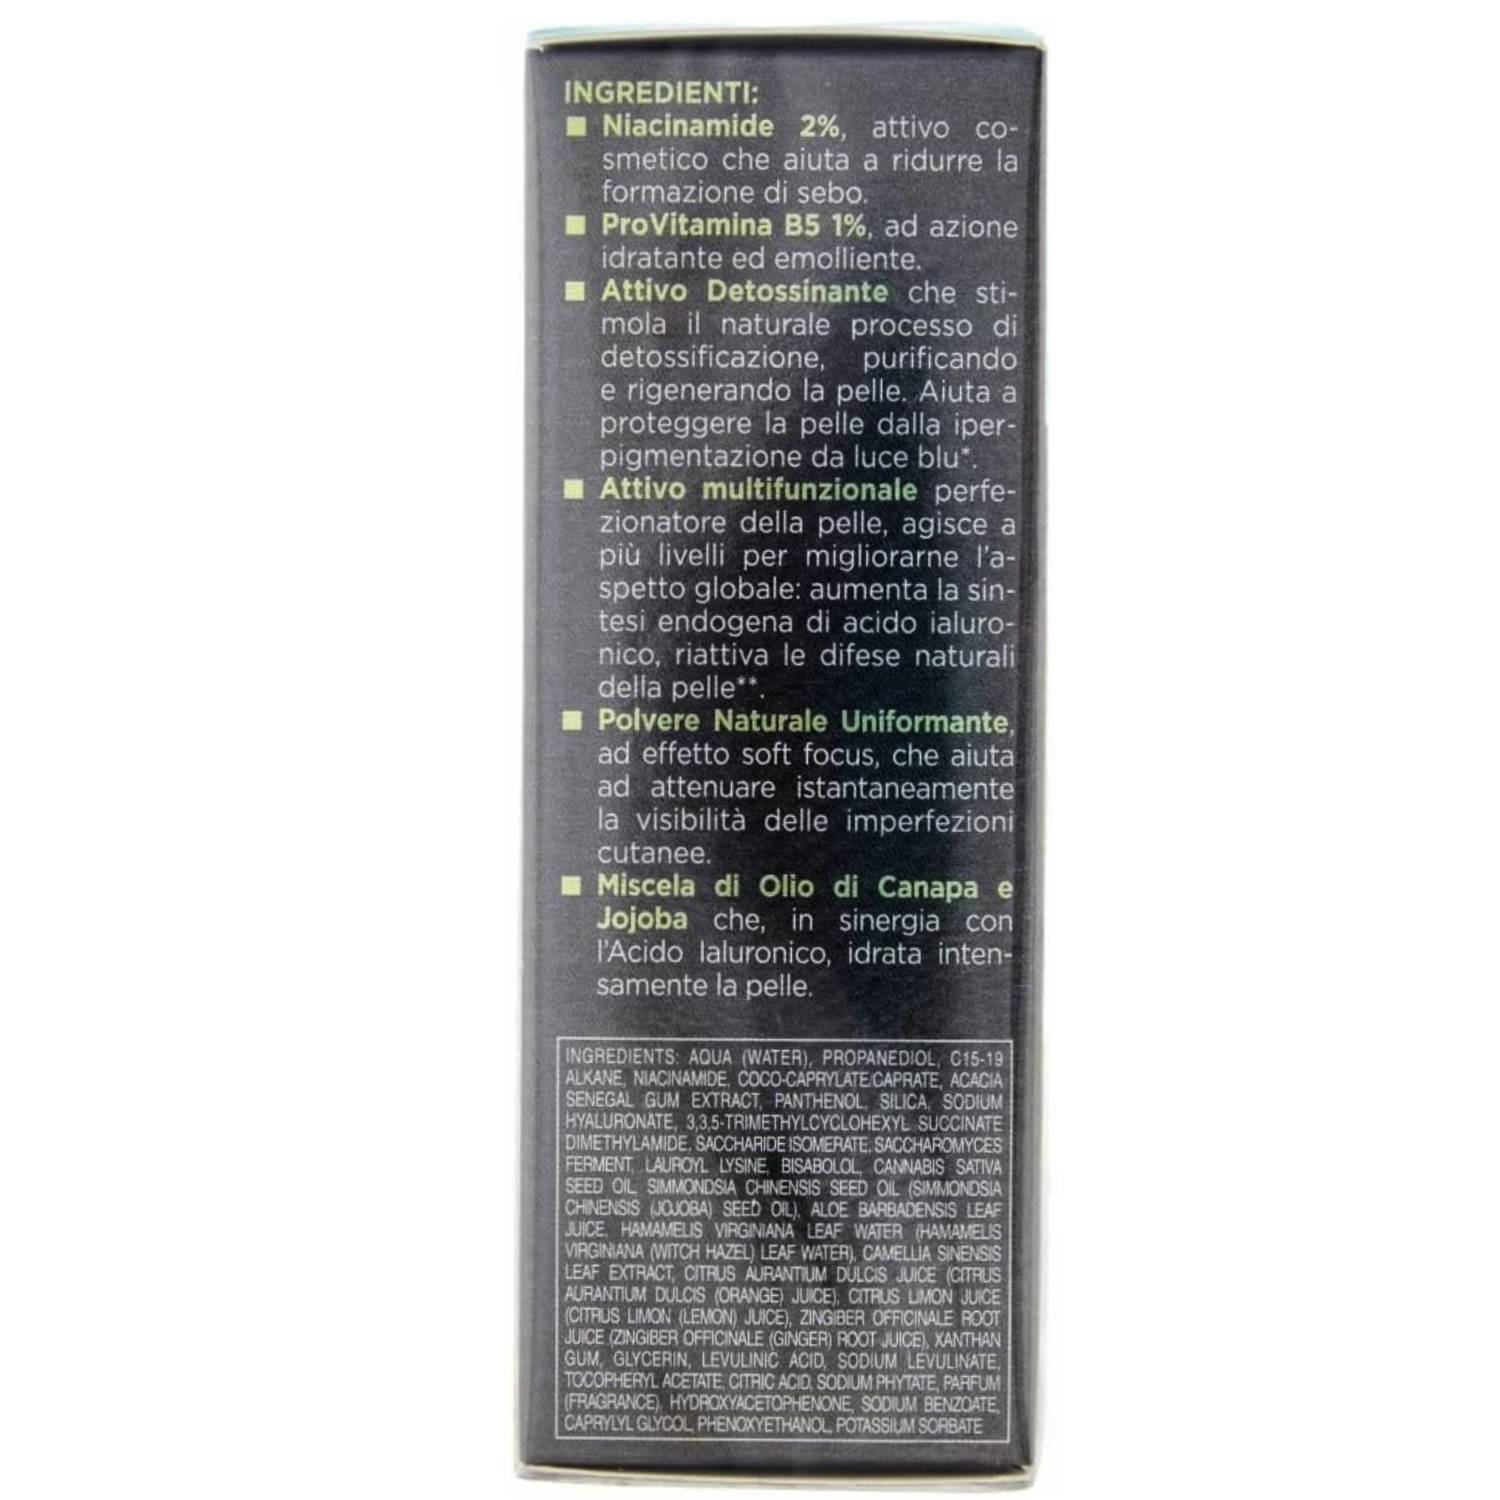 INGREDIENTI:
■ Niacinamide 2%, attivo co-
smetico che aiuta a ridurre la
formazione di sebo.
■ ProVitamina B5 1%, ad azione
idratante ed emolliente.
■ Attivo Detossinante che sti-
mola il naturale processo di
detossificazione, purificando
e rigenerando la pelle. Aiuta a
proteggere la pelle dalla iper-
pigmentazione da luce blu*.
■ Attivo multifunzionale perfe-
zionatore della pelle, agisce a
più livelli per migliorarne l'a-
spetto globale: aumenta la sin-
tesi endogena di acido ialuro-
nico, riattiva le difese naturali
della pelle**.
■ Polvere Naturale Uniformante,
ad effetto soft focus, che aiuta
ad attenuare istantaneamente
la visibilità delle imperfezioni
cutanee.
■ Miscela di Olio di Canapa e
Jojoba che, in sinergia con
l'Acido Ialuronico, idrata inten-
samente la pelle.
INGREDIENTS: AQUA (WATER), PROPANEDIOL, C15-19
ALKANE, NIACINAMIDE, COCO-CAPRYLATE/CAPRATE, ACACIA
SENEGAL GUM EXTRACT, PANTHENOL, SILICA, SODIUM
HYALURONATE, 3,3,5-TRIMETHYLCYCLOHEXYL SUCCINATE
DIMETHYLAMIDE, SACCHARIDE ISOMERATE, SACCHAROMYCES
FERMENT, LAUROYL LYSINE, BISABOLOL, CANNABIS SATIVA
SEED OIL, SIMMONDSIA CHINENSIS SEED OIL (SIMMONDSIA
CHINENSIS (JOJOBA) SEED OIL), ALOE BARBADENSIS LEAF
JUICE, HAMAMELIS VIRGINIANA LEAF WATER (HAMAMELIS
VIRGINIANA (WITCH HAZEL) LEAF WATER), CAMELLIA SINENSIS
LEAF EXTRACT, CITRUS AURANTIUM DULCIS JUICE (CITRUS
AURANTIUM DULCIS (ORANGE) JUICE), CITRUS LIMON JUICE
(CITRUS LIMON (LEMON) JUICE), ZINGIBER OFFICINALE ROOT
JUICE (ZINGIBER OFFICINALE (GINGER) ROOT JUICE), XANTHAN
GUM, GLYCERIN, LEVULINIC ACID, SODIUM LEVULINATE,
TOCOPHERYL ACETATE, CITRIC ACID, SODIUM PHYTATE, PARFUM
(FRAGRANCE), HYDROXYACETOPHENONE, SODIUM BENZOATE,
CAPRYLYL GLYCOL, PHENOXYETHANOL, POTASSIUM SORBATE